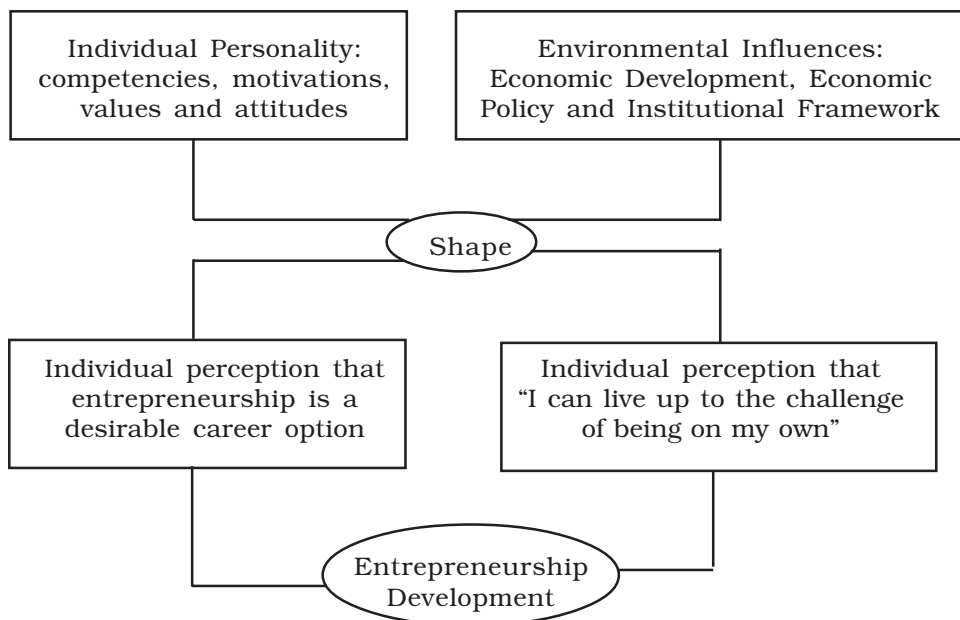 Individual Personality:
competencies, motivations,
values and attitudes
Environmental Influences:
Economic Development, Economic
Policy and Institutional Framework
Shape
Individual perception that
entrepreneurship is a
desirable career option
Individual perception that
“I can live up to the challenge
of being on my own”
Entrepreneurship
Development